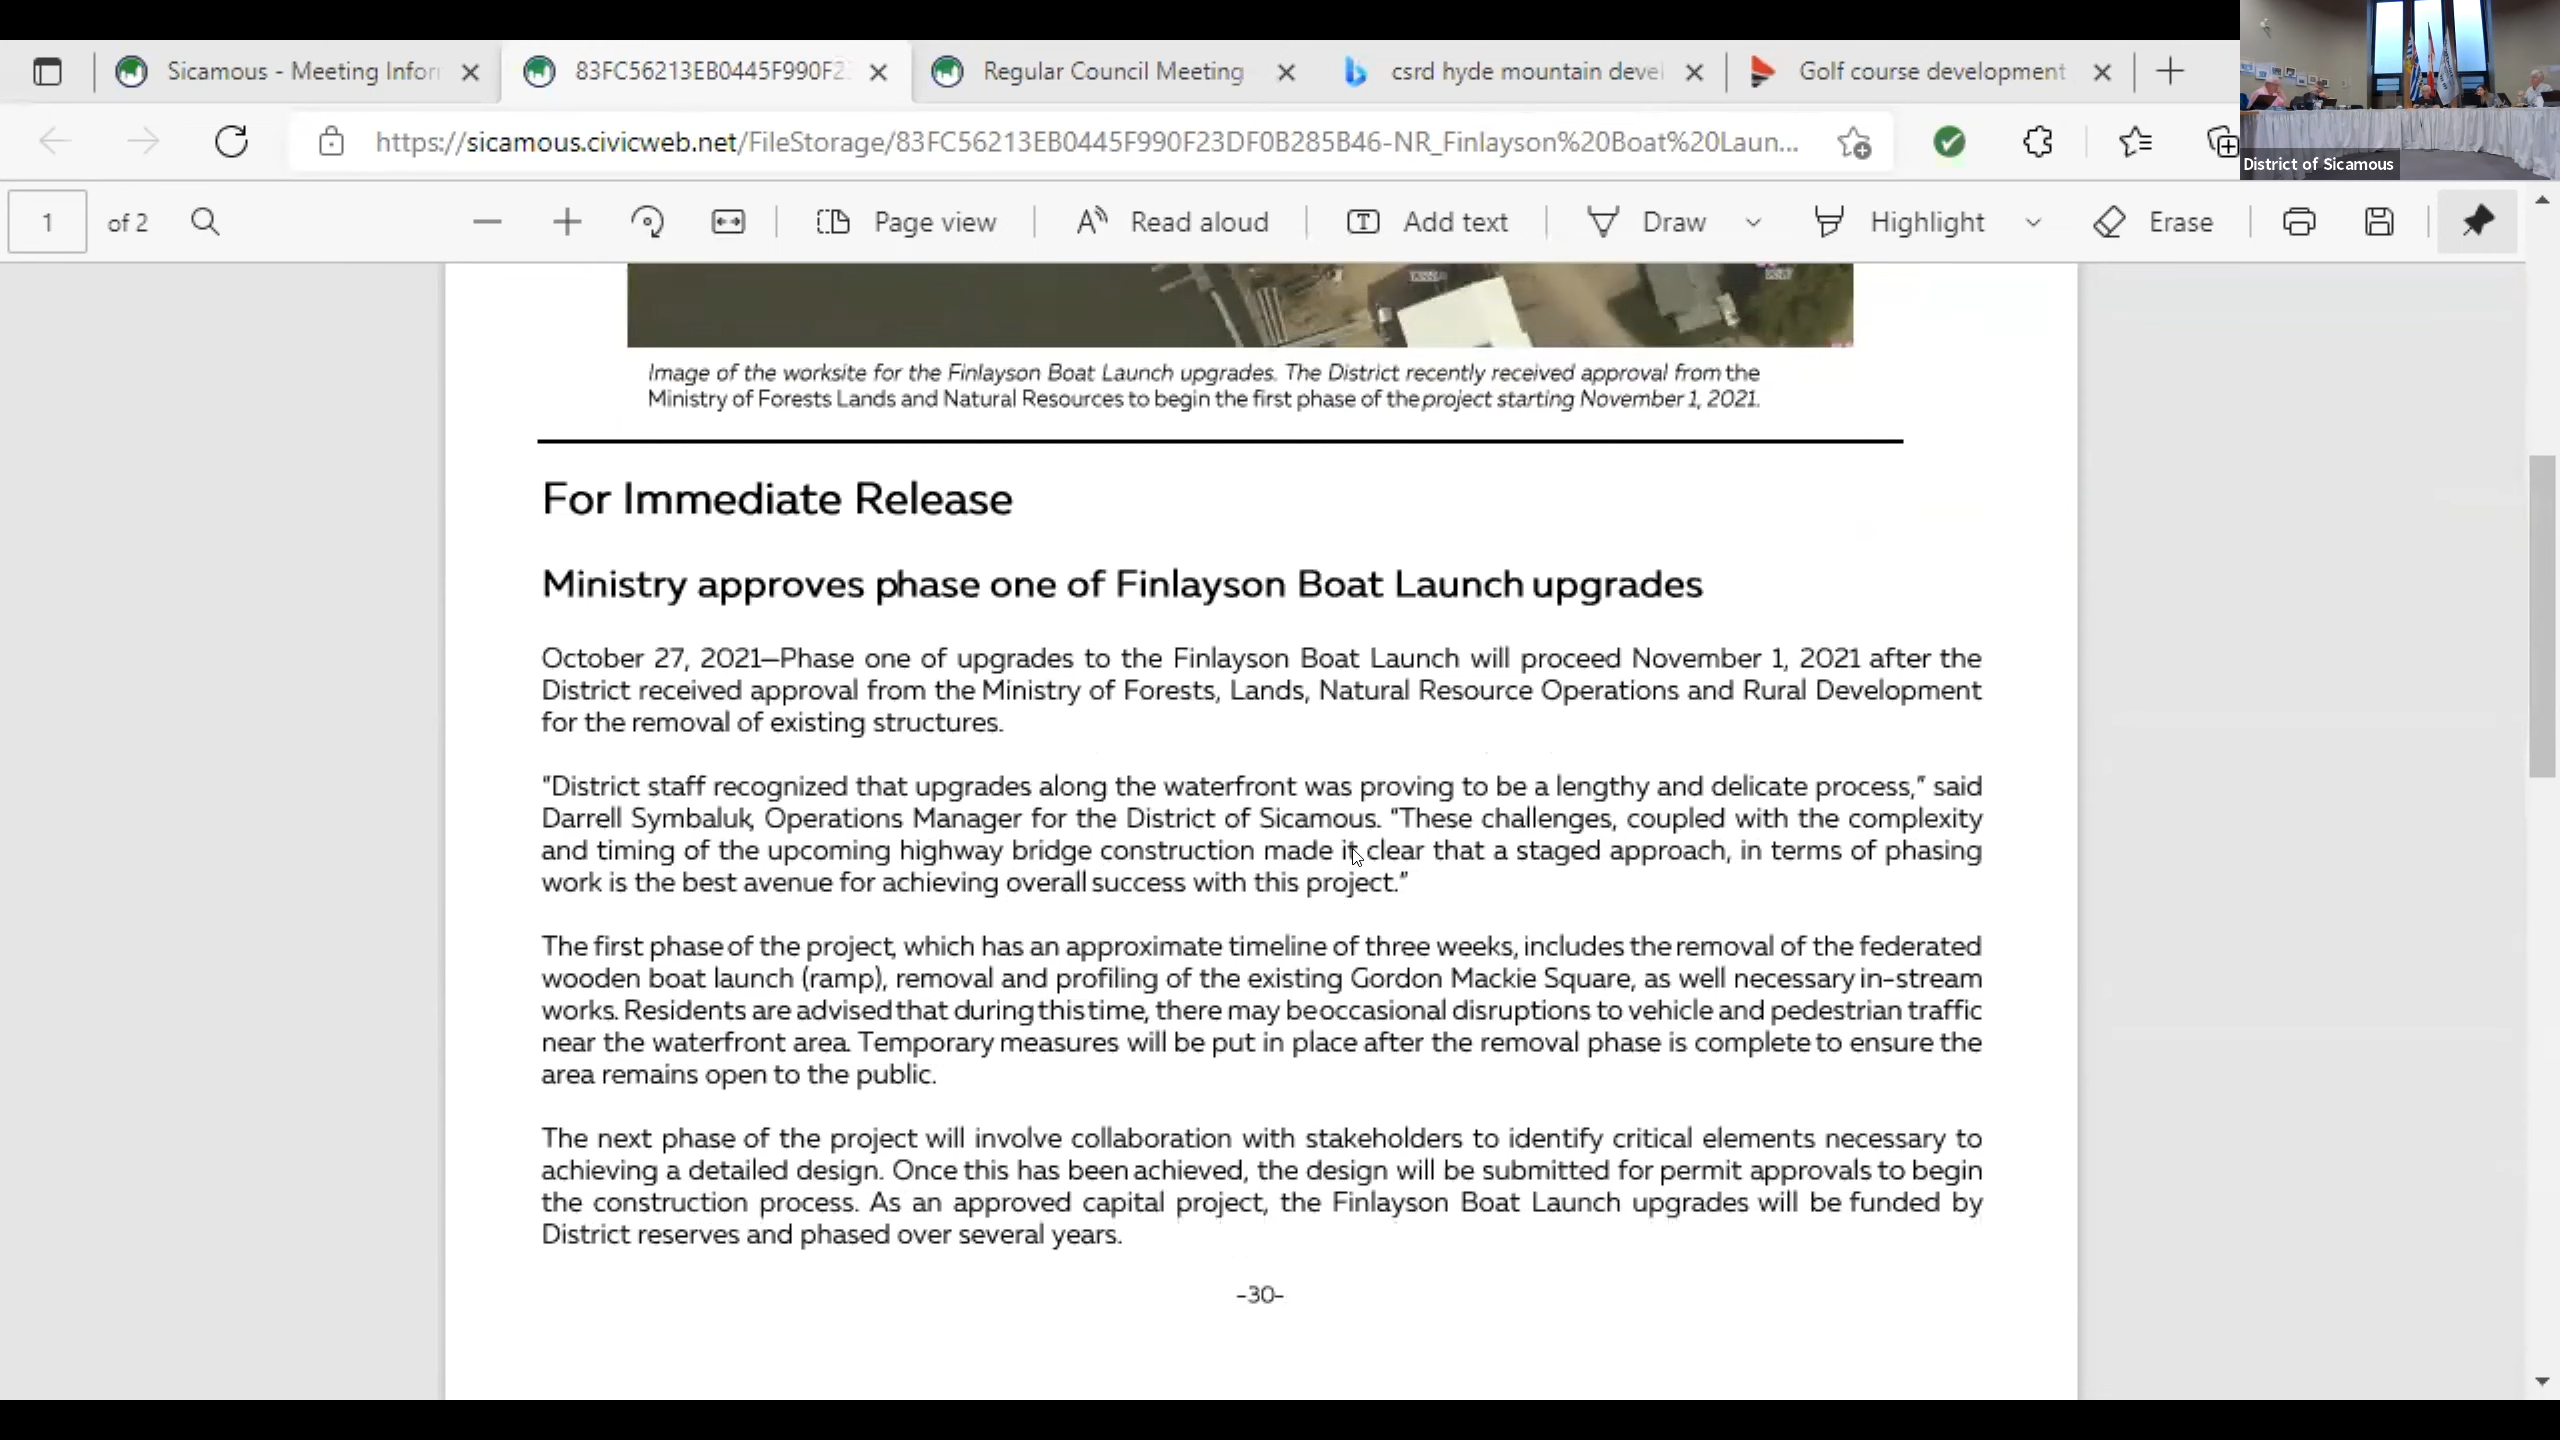 Sicamous - Meeting Infor
83FC56213EB0445F990F2
Regular Council Meeting
csrd hyde mountain devel
Golf course development
https://sicamous.civicweb.net/FileStorage/83FC56213EB0445F990F23DF0B285B46-NR_Finlayson%20Boat%20Laun...
District of Sicamous
1 of 2
Page view
Read aloud
Add text
Draw
Highlight
Erase
Image of the worksite for the Finlayson Boat Launch upgrades. The District recently received approval from the
Ministry of Forests Lands and Natural Resources to begin the first phase of the project starting November 1, 2021.
For Immediate Release
Ministry approves phase one of Finlayson Boat Launch upgrades
October 27, 2021—Phase one of upgrades to the Finlayson Boat Launch will proceed November 1, 2021 after the
District received approval from the Ministry of Forests, Lands, Natural Resource Operations and Rural Development
for the removal of existing structures.
"District staff recognized that upgrades along the waterfront was proving to be a lengthy and delicate process," said
Darrell Symbaluk, Operations Manager for the District of Sicamous. "These challenges, coupled with the complexity
and timing of the upcoming highway bridge construction made it clear that a staged approach, in terms of phasing
work is the best avenue for achieving overall success with this project."
The first phase of the project, which has an approximate timeline of three weeks, includes the removal of the federated
wooden boat launch (ramp), removal and profiling of the existing Gordon Mackie Square, as well necessary in-stream
works. Residents are advised that during this time, there may be occasional disruptions to vehicle and pedestrian traffic
near the waterfront area. Temporary measures will be put in place after the removal phase is complete to ensure the
area remains open to the public.
The next phase of the project will involve collaboration with stakeholders to identify critical elements necessary to
achieving a detailed design. Once this has been achieved, the design will be submitted for permit approvals to begin
the construction process. As an approved capital project, the Finlayson Boat Launch upgrades will be funded by
District reserves and phased over several years.
-30-